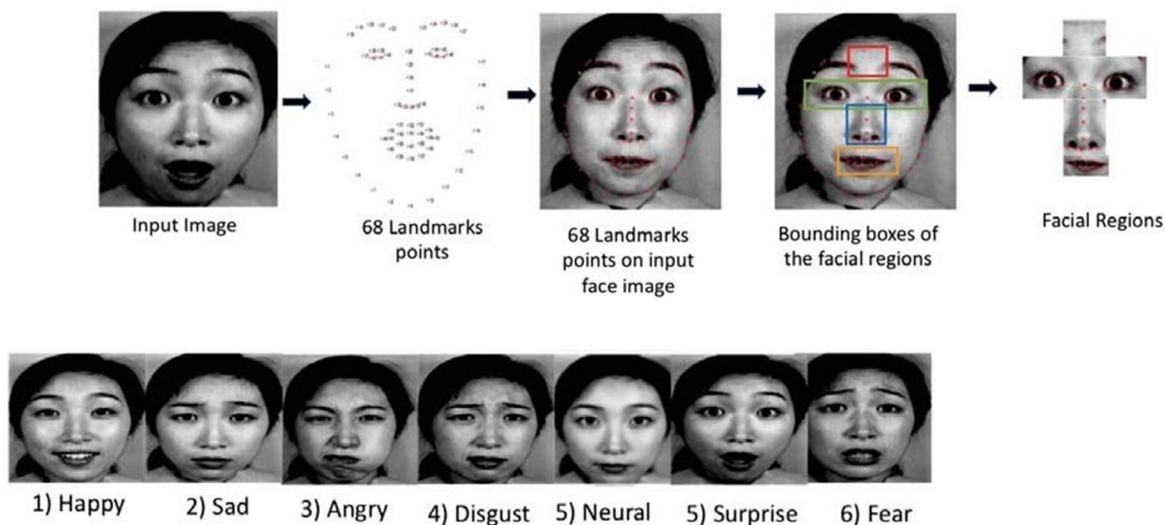 Input Image
68 Landmarks
points
68 Landmarks
points on input
face image
Bounding boxes of
the facial regions
Facial Regions
1) Happy
2) Sad
3) Angry
4) Disgust
5) Neural
5) Surprise
6) Fear